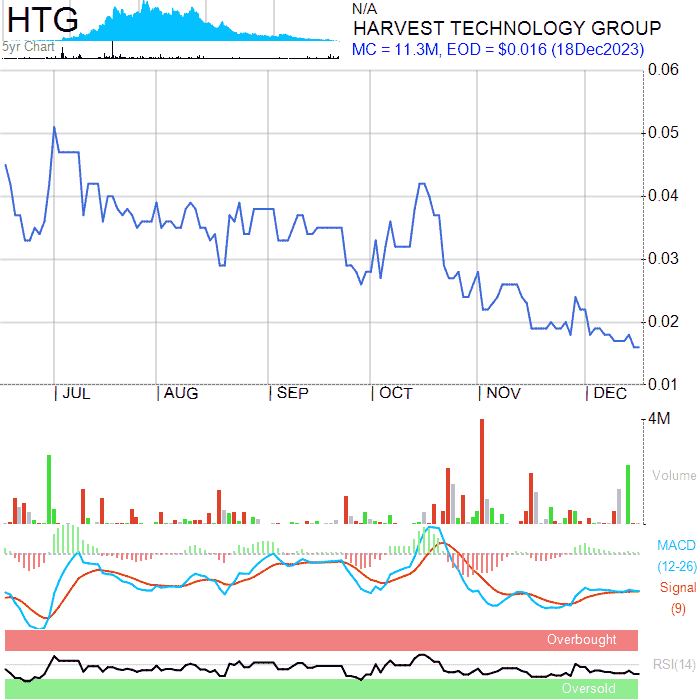 HTG
5yr Chart
N/A
HARVEST TECHNOLOGY GROUP
MC = 11.3M, EOD = $0.016 (18Dec2023)
0.06
0.05
0.04
0.03
0.02
0.01
JUL AUG SEP OCT NOV DEC
4M
Volume
MACD
(12-26)
Signal
(9)
Overbought
RSI(14)
Oversold